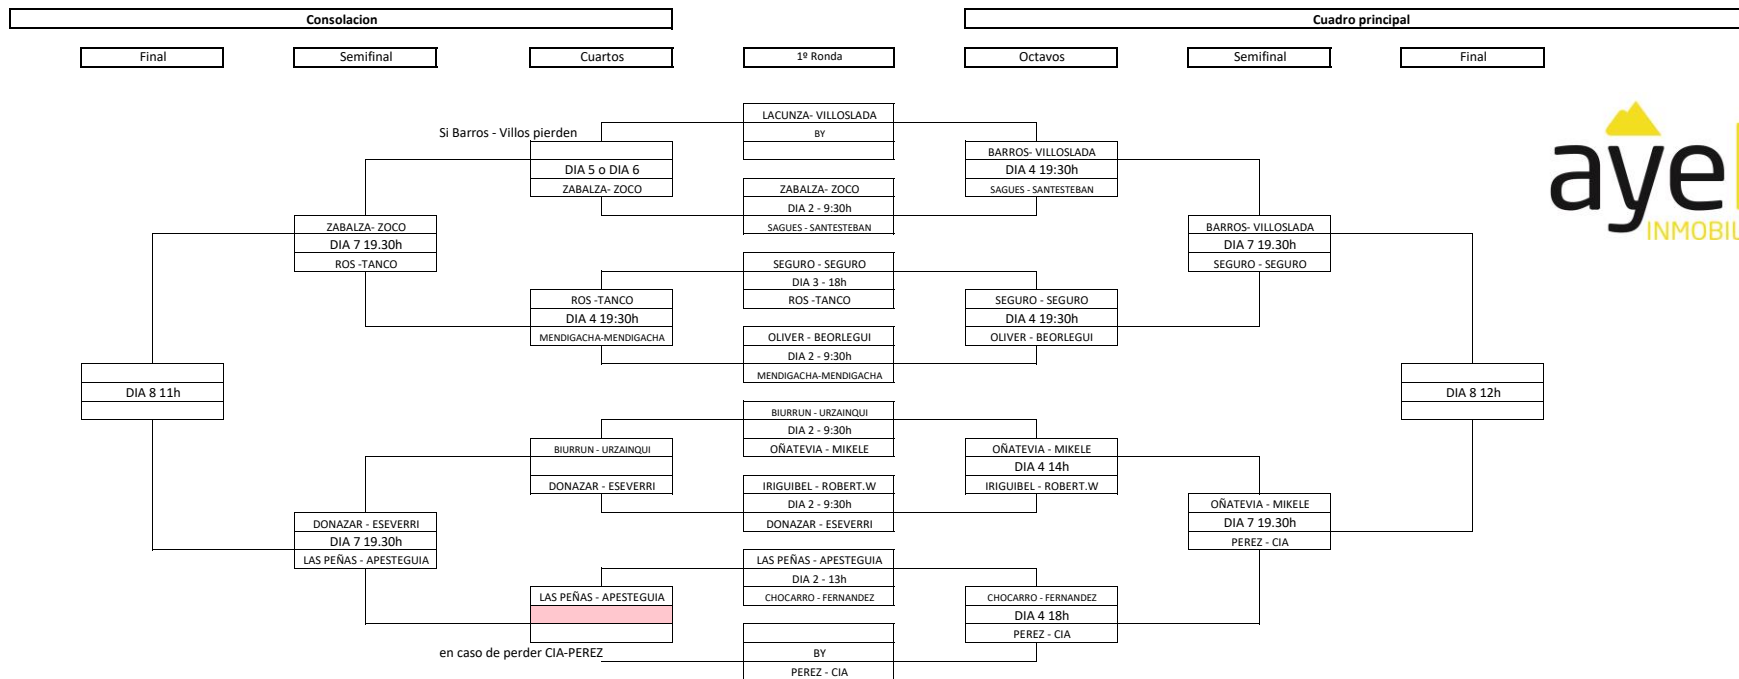 Consolacion
Cuadro principal
Final
Semifinal
Cuartos
1º Ronda
Octavos
Semifinal
Final
LACUNZA- VILLOSLADA
Si Barros - Villos pierden
BY
BARROS- VILLOSLADA
DIA 5 o DIA 6
DIA 4 19:30h
ZABALZA- ZOCO
ZABALZA- ZOCO
SAGUES - SANTESTEBAN
DIA 2 - 9:30h
ZABALZA- ZOCO
SAGUES - SANTESTEBAN
BARROS- VILLOSLADA
DIA 7 19.30h
DIA 7 19.30h
ROS -TANCO
SEGURO - SEGURO
SEGURO - SEGURO
DIA 3 - 18h
ROS -TANCO
ROS -TANCO
SEGURO - SEGURO
DIA 4 19:30h
DIA 4 19:30h
MENDIGACHA-MENDIGACHA
OLIVER - BEORLEGUI
OLIVER - BEORLEGUI
DIA 2 - 9:30h
MENDIGACHA-MENDIGACHA
DIA 8 11h
DIA 8 12h
BIURRUN - URZAINQUI
DIA 2 - 9:30h
BIURRUN - URZAINQUI
OÑATEVIA - MIKELE
OÑATEVIA - MIKELE
DIA 4 14h
DONAZAR - ESEVERRI
IRIGUIBEL - ROBERT.W
IRIGUIBEL - ROBERT.W
DIA 2 - 9:30h
OÑATEVIA - MIKELE
DONAZAR - ESEVERRI
DONAZAR - ESEVERRI
DIA 7 19.30h
DIA 7 19.30h
PEREZ - CIA
LAS PEÑAS - APESTEGUIA
LAS PEÑAS - APESTEGUIA
DIA 2 - 13h
LAS PEÑAS - APESTEGUIA
CHOCARRO - FERNANDEZ
CHOCARRO - FERNANDEZ
DIA 4 18h
PEREZ - CIA
en caso de perder CIA-PEREZ
BY
PEREZ - CIA
aye
INMOBIL